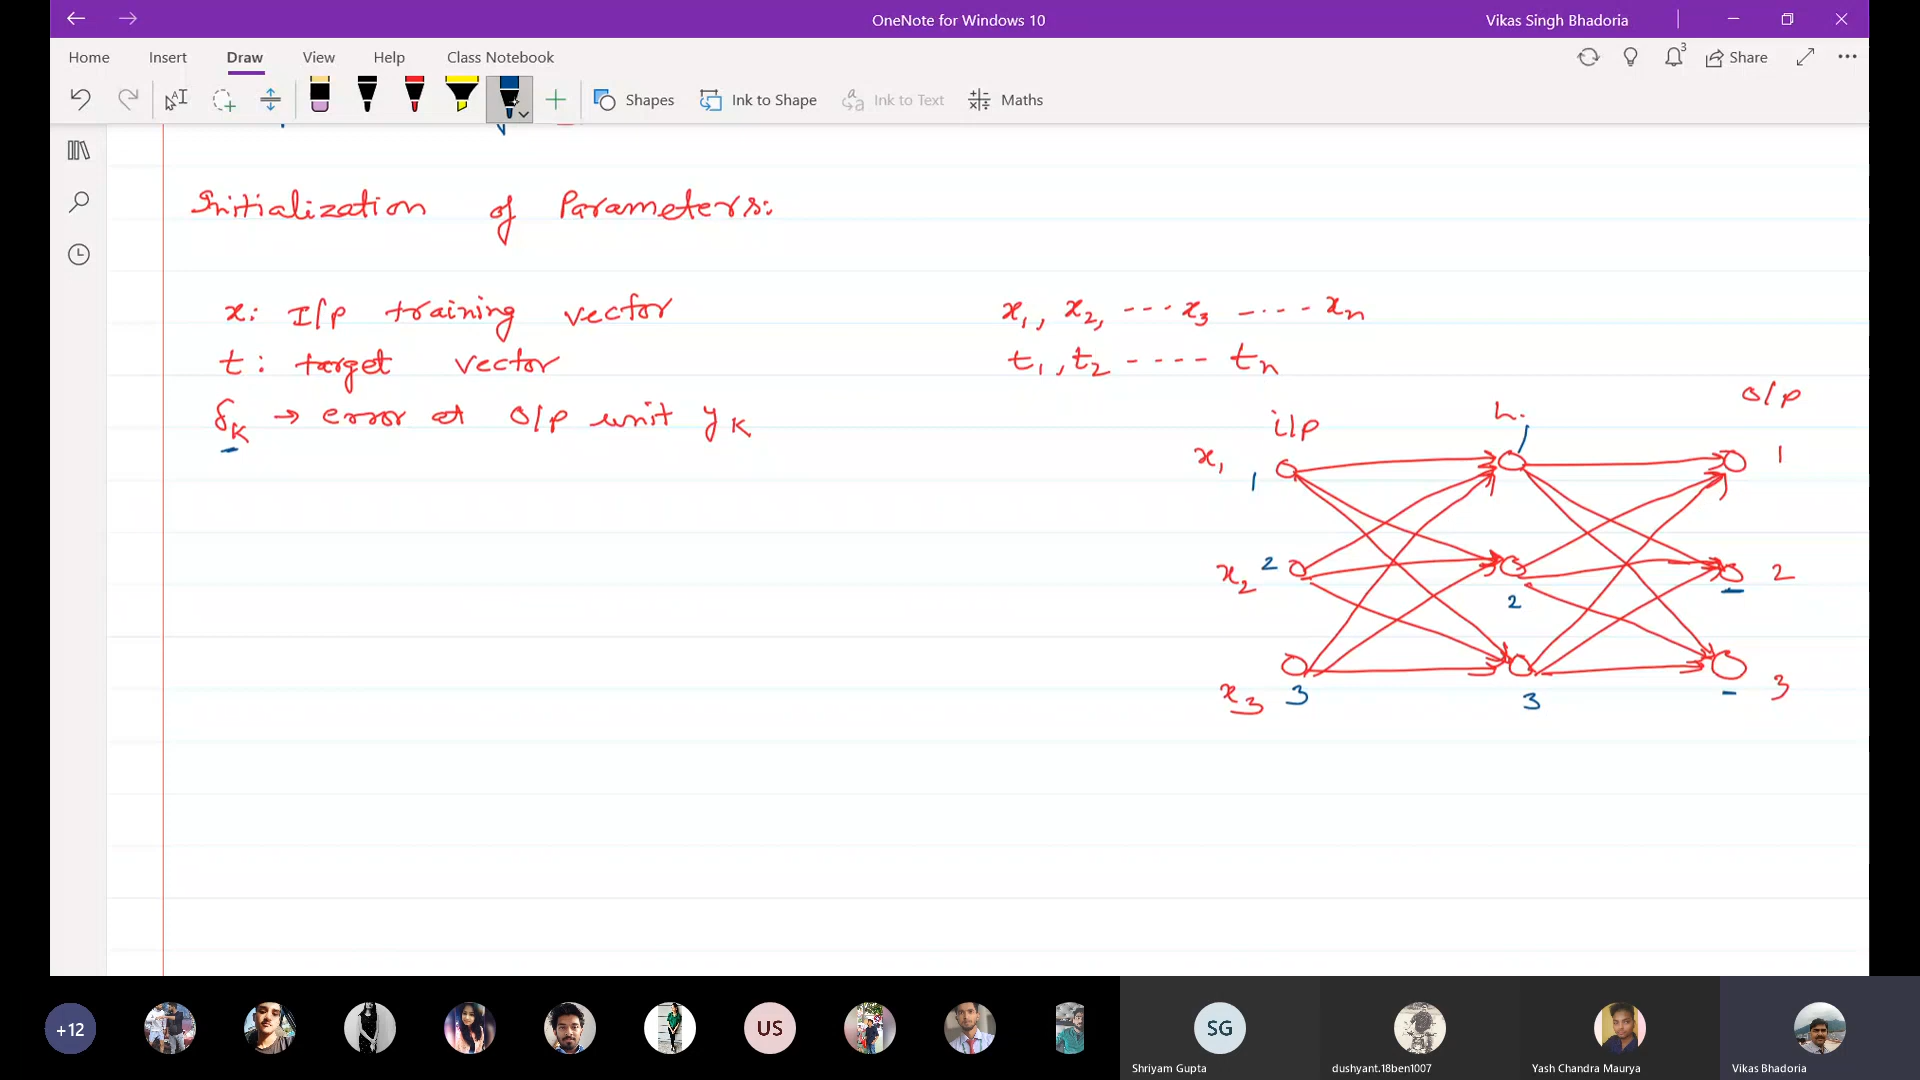 OneNote for Windows 10
Vikas Singh Bhadoria
Home Insert Draw View Help Class Notebook
3
Share
Shapes Ink to Shape Ink to Text Maths
Initialization of Parameters:
x: I/p training vector
x1, x2, --- x3 ---- xn
t: target vector
t1, t2 ---- tn
δK → error at O/p unit yK
i/p h. O/p
x1 1 1 1
x2 2 2 2
x3 3 3 3
+12 US SG
Shriyam Gupta dushyant.18ben1007 Yash Chandra Maurya Vikas Bhadoria